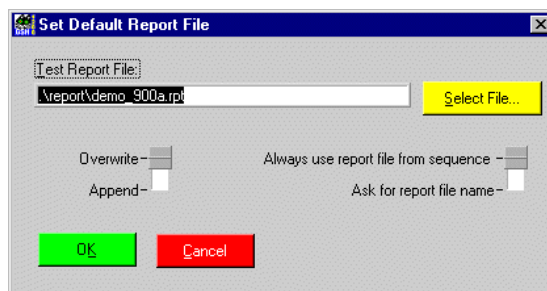 GSH Set Default Report File
Test Report File:
.\report\demo_900a.rpt
Select File...
Overwrite Always use report file from sequence
Append Ask for report file name
OK Cancel